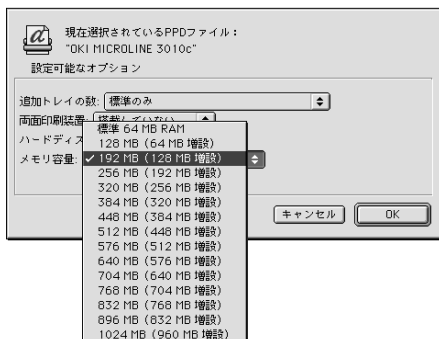 現在選択されているPPDファイル：
"OKI MICROLINE 3010c"
設定可能なオプション
追加トレイの数: 標準のみ
両面印刷装置: 搭載していない
ハードディス
メモリ容量:
標準 64 MB RAM
128 MB (64 MB 増設)
✓ 192 MB (128 MB 増設)
256 MB (192 MB 増設)
320 MB (256 MB 増設)
384 MB (320 MB 増設)
448 MB (384 MB 増設)
512 MB (448 MB 増設)
576 MB (512 MB 増設)
640 MB (576 MB 増設)
704 MB (640 MB 増設)
768 MB (704 MB 増設)
832 MB (768 MB 増設)
896 MB (832 MB 増設)
1024 MB (960 MB 増設)
キャンセル OK